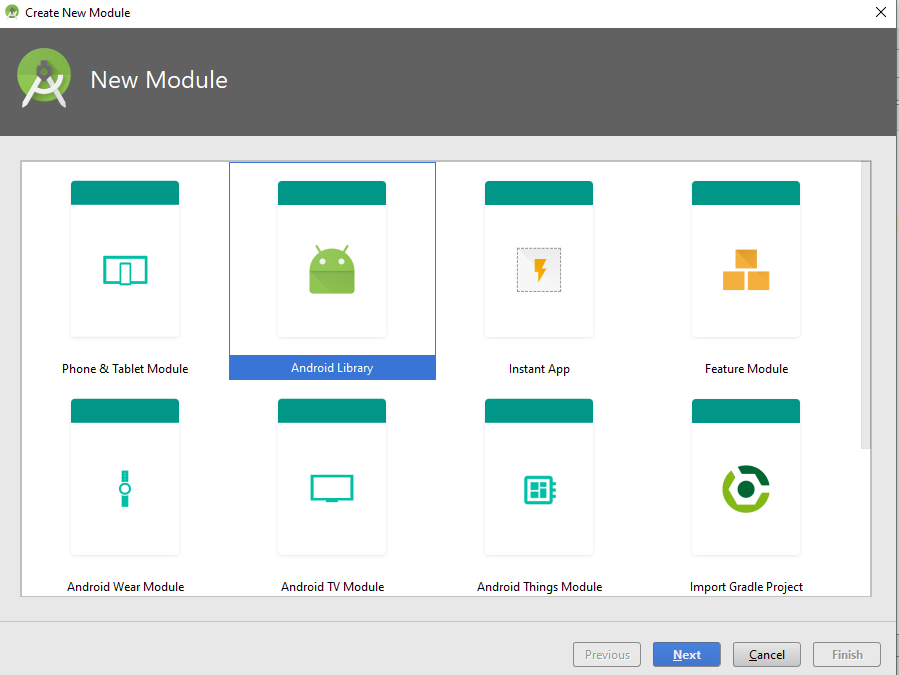 Create New Module
New Module
Phone & Tablet Module
Android Library
Instant App
Feature Module
Android Wear Module
Android TV Module
Android Things Module
Import Gradle Project
Previous
Next
Cancel
Finish